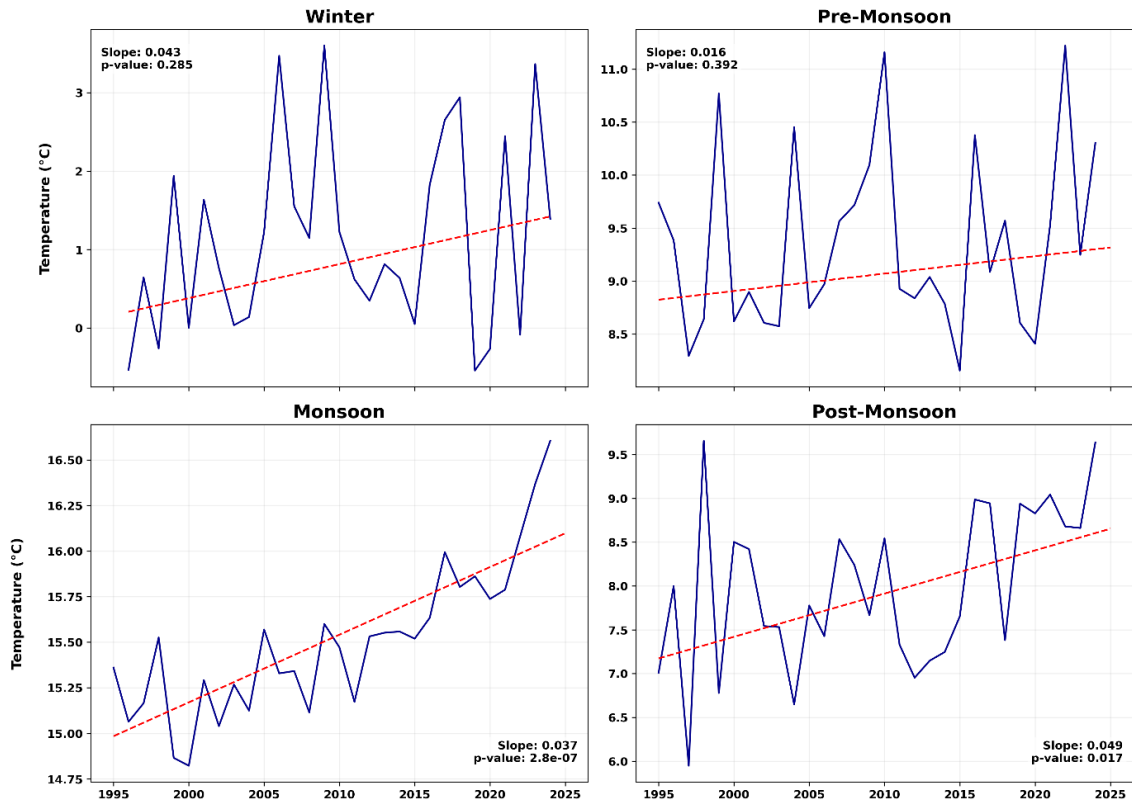 Winter
Slope: 0.043
p-value: 0.285
3
2
1
0
Temperature (°C)
Pre-Monsoon
Slope: 0.016
p-value: 0.392
11.0
10.5
10.0
9.5
9.0
8.5
Monsoon
16.50
16.25
16.00
15.75
15.50
15.25
15.00
14.75
Temperature (°C)
Slope: 0.037
p-value: 2.8e-07
1995 2000 2005 2010 2015 2020 2025
Post-Monsoon
9.5
9.0
8.5
8.0
7.5
7.0
6.5
6.0
Slope: 0.049
p-value: 0.017
1995 2000 2005 2010 2015 2020 2025